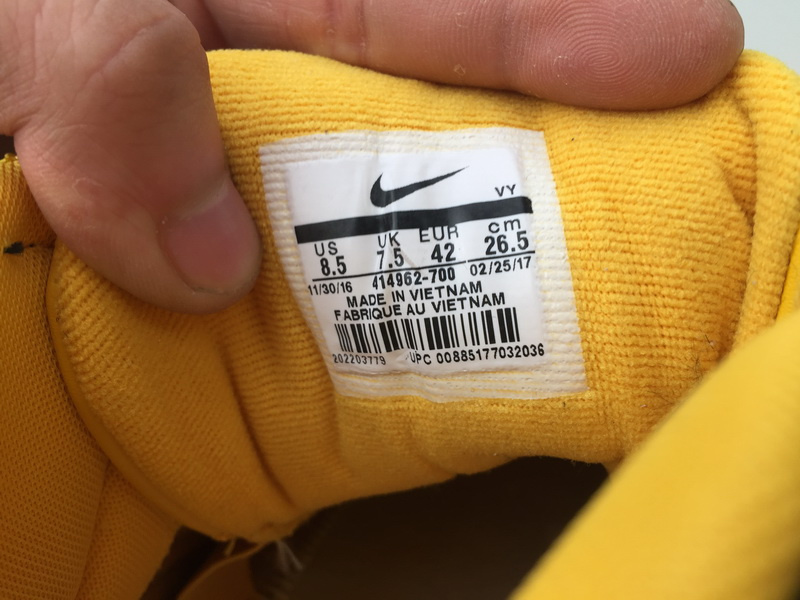 VY
US UK EUR cm
8.5 7.5 42 26.5
11/30/16 414962-700 02/25/17
MADE IN VIETNAM
FABRIQUE AU VIETNAM
202203779 UPC 00885177032036